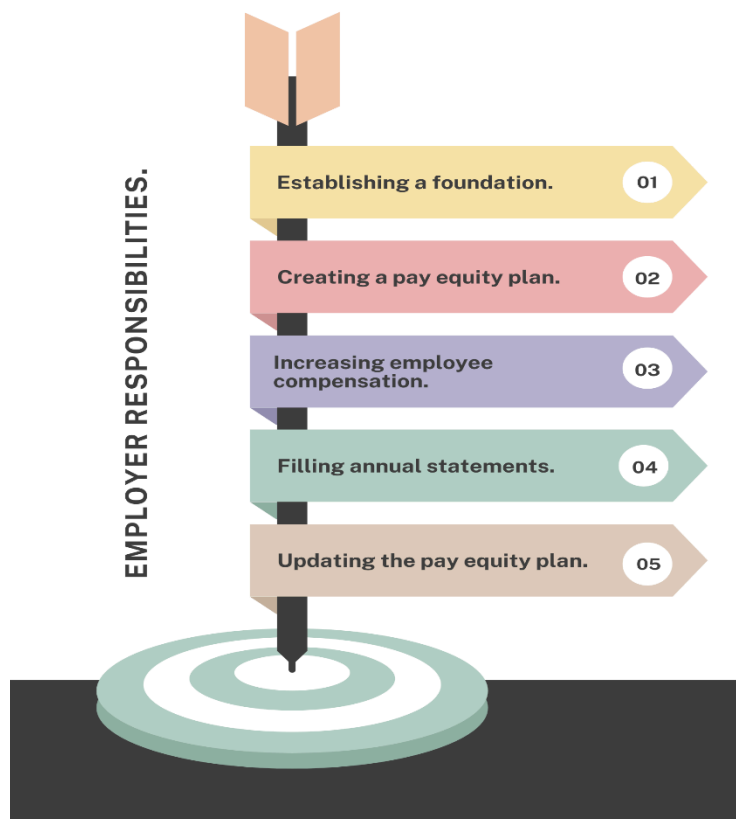 EMPLOYER RESPONSIBILITIES.
Establishing a foundation.
01
Creating a pay equity plan.
02
Increasing employee
compensation.
03
Filling annual statements.
04
Updating the pay equity plan.
05